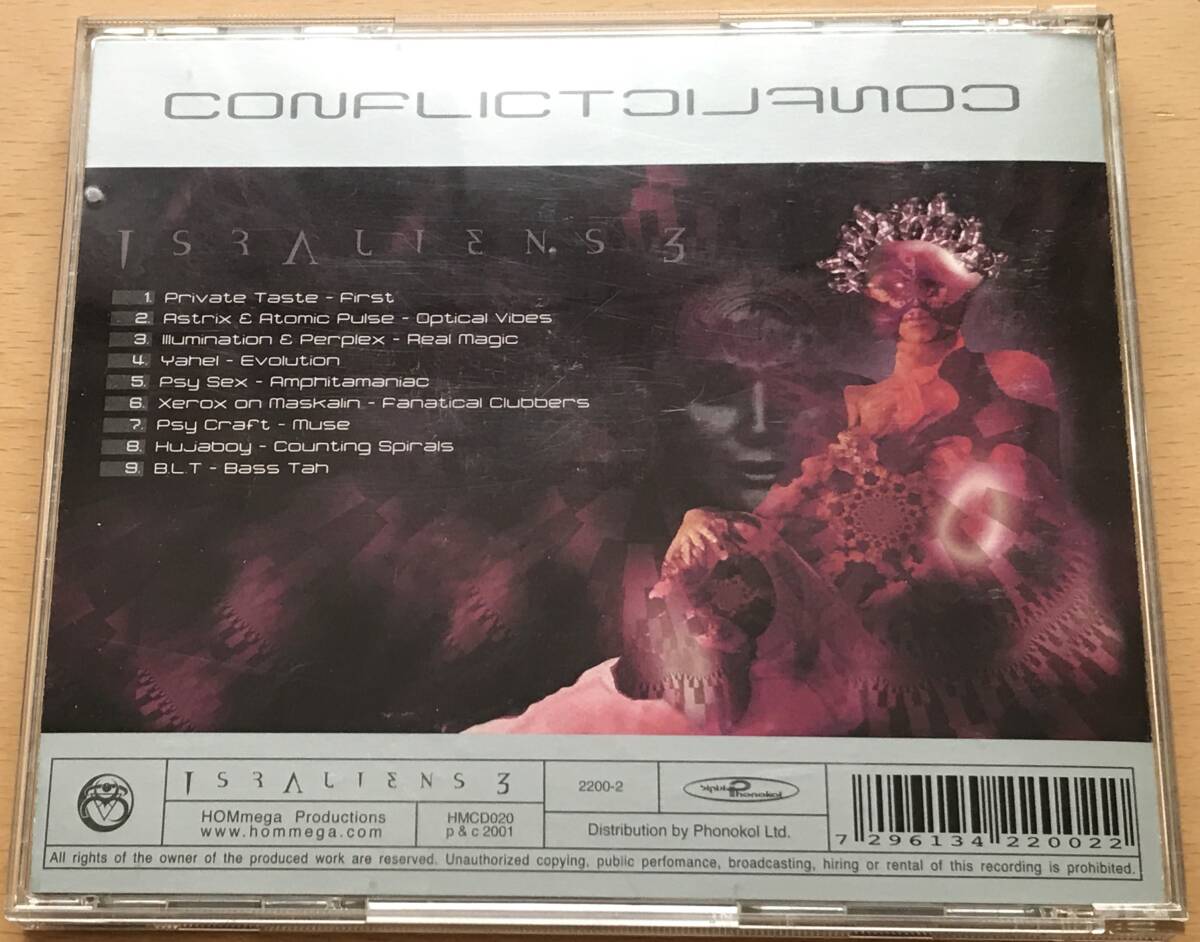 CONFLICTCONFLICT
ISRALIENS 3
1. Private Taste - First
2. Astrix & Atomic Pulse - Optical Vibes
3. Illumination & Perplex - Real Magic
4. Yahel - Evolution
5. Psy Sex - Amphitamaniac
6. Xerox on Maskalin - Fanatical Clubbers
7. Psy Craft - Muse
8. Hujaboy - Counting Spirals
9. B.L.T - Bass Tah
ISRALIENS 3
HOMmega Productions
www.hommega.com
HMCD020
p & c 2001
2200-2
Phonokol
Distribution by Phonokol Ltd.
7 296134 220022
All rights of the owner of the produced work are reserved. Unauthorized copying, public perfomance, broadcasting, hiring or rental of this recording is prohibited.